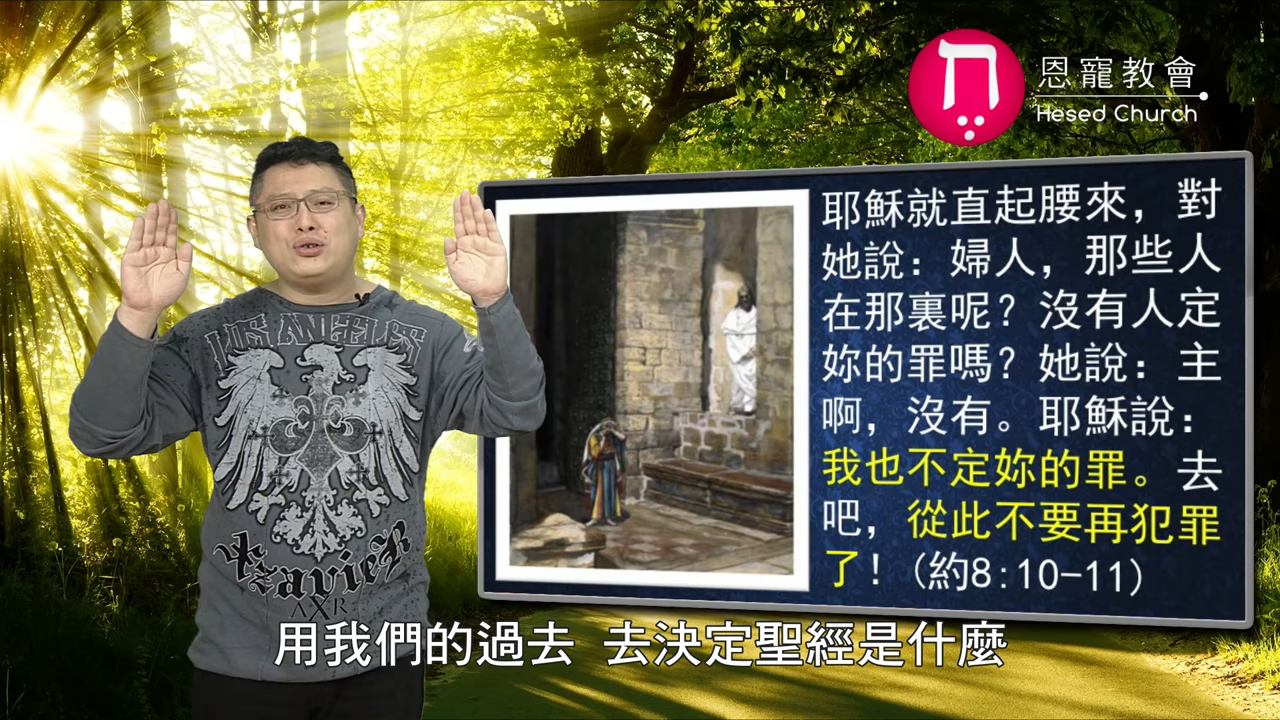 恩寵教會
Hesed Church
耶穌就直起腰來，對
她說：婦人，那些人
在那裏呢？沒有人定
妳的罪嗎？她說：主
啊，沒有。耶穌說：
我也不定妳的罪。去
吧，從此不要再犯罪
了！(約8:10-11)
LOS ANGELES
Xzavier
AXR
用我們的過去 去決定聖經是什麼